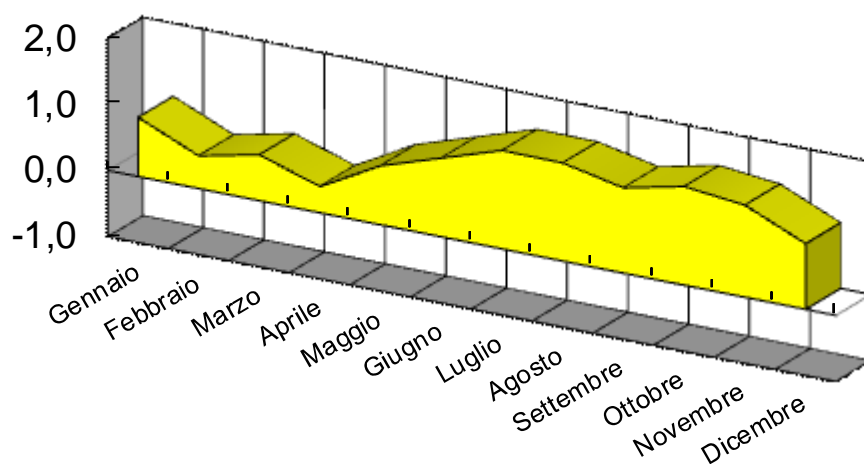 2,0
1,0
0,0
-1,0
Gennaio
Febbraio
Marzo
Aprile
Maggio
Giugno
Luglio
Agosto
Settembre
Ottobre
Novembre
Dicembre